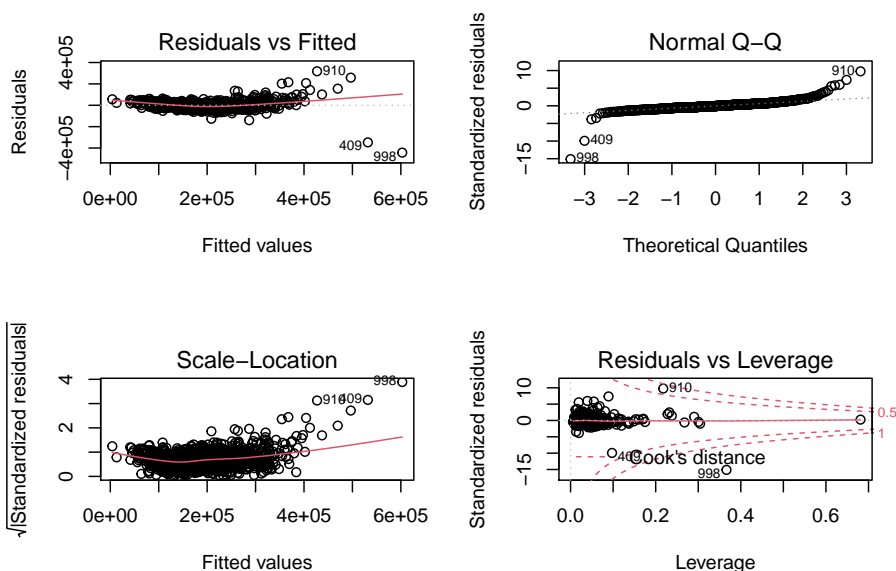 Residuals vs Fitted
Residuals
4e+05
−4e+05
910
409
998
0e+00 2e+05 4e+05 6e+05
Fitted values
Normal Q−Q
Standardized residuals
10
0
−15
910
409
998
−3 −2 −1 0 1 2 3
Theoretical Quantiles
Scale−Location
√|Standardized residuals|
4
2
0
998
910
409
0e+00 2e+05 4e+05 6e+05
Fitted values
Residuals vs Leverage
Standardized residuals
10
0
−15
910
0.5
1
409
Cook's distance
998
0.0 0.2 0.4 0.6
Leverage